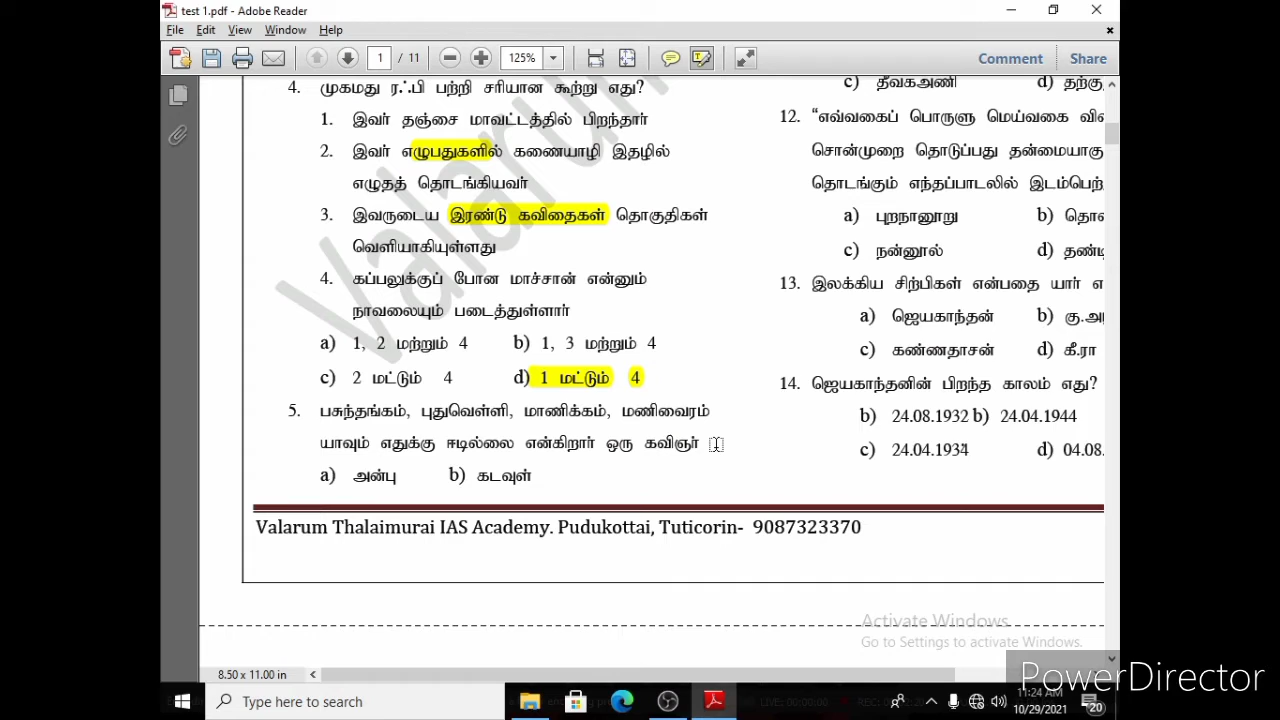 test 1.pdf - Adobe Reader
File Edit View Window Help
1 / 11 125% Comment Share
4. முகமது ரஃபி பற்றி சரியான கூற்று எது?
1. இவர் தஞ்சை மாவட்டத்தில் பிறந்தார்
2. இவர் எழுபதுகளில் கணையாழி இதழில்
எழுதத் தொடங்கியவர்
3. இவருடைய இரண்டு கவிதைகள் தொகுதிகள்
வெளியாகியுள்ளது
4. கப்பலுக்குப் போன மாச்சான் என்னும்
நாவலையும் படைத்துள்ளார்
a) 1, 2 மற்றும் 4 b) 1, 3 மற்றும் 4
c) 2 மட்டும் 4 d) 1 மட்டும் 4
5. பசுந்தங்கம், புதுவெள்ளி, மாணிக்கம், மணிவைரம்
யாவும் எதுக்கு ஈடில்லை என்கிறார் ஒரு கவிஞர்
a) அன்பு b) கடவுள்
c) தீவகஅணி d) தற்கு
12. “எவ்வகைப் பொருளு மெய்வகை வி
சொன்முறை தொடுப்பது தன்மையாகு
தொடங்கும் எந்தப்பாடலில் இடம்பெற்
a) புறநானூறு b) தொ
c) நன்னூல் d) தண்டி
13. இலக்கிய சிற்பிகள் என்பதை யார் எ
a) ஜெயகாந்தன் b) கு.அ
c) கண்ணதாசன் d) கீ.ரா
14. ஜெயகாந்தனின் பிறந்த காலம் எது?
b) 24.08.1932 b) 24.04.1944
c) 24.04.1934 d) 04.08.
Valarum Thalaimurai IAS Academy. Pudukottai, Tuticorin- 9087323370
Valarum
Activate Windows
Go to Settings to activate Windows.
8.50 x 11.00 in
PowerDirector
Type here to search
11:24 AM
10/29/2021
20